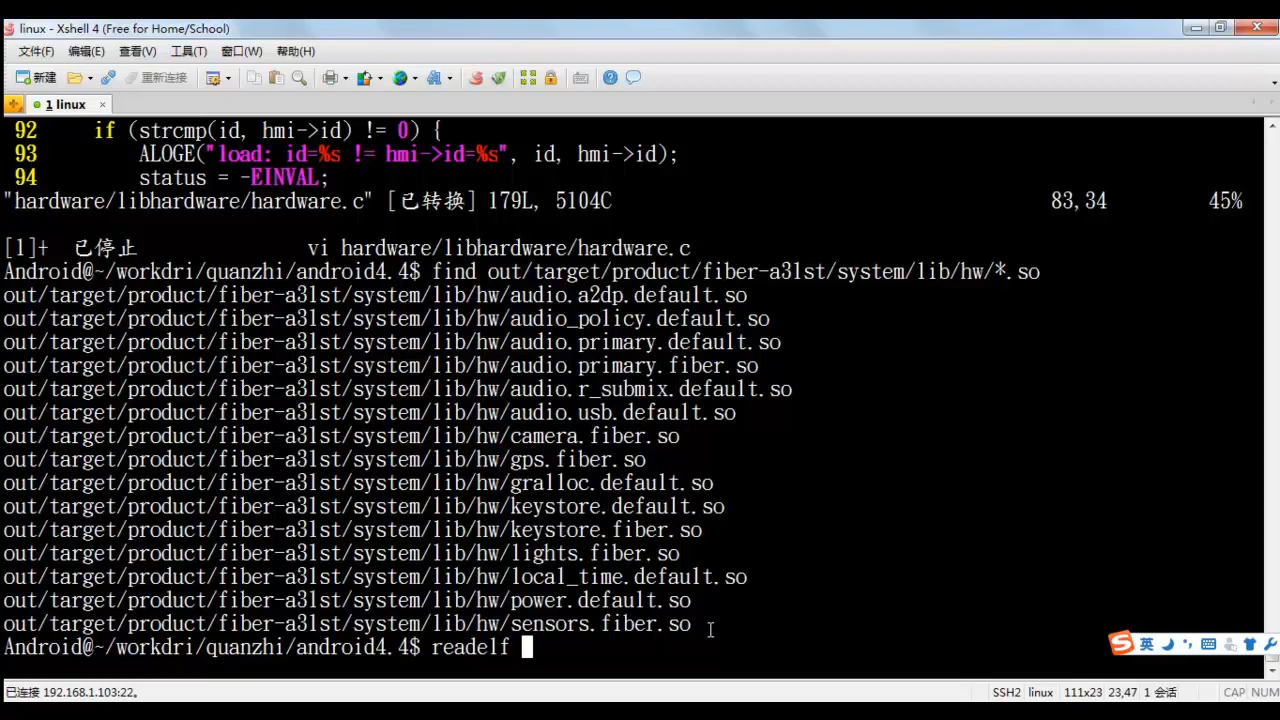 linux - Xshell 4 (Free for Home/School)
文件(F) 编辑(E) 查看(V) 工具(T) 窗口(W) 帮助(H)
新建 重新连接
1 linux
92 if (strcmp(id, hmi->id) != 0) {
93 ALOGE("load: id=%s != hmi->id=%s", id, hmi->id);
94 status = -EINVAL;
"hardware/libhardware/hardware.c" [已转换] 179L, 5104C 83,34 45%
[1]+ 已停止 vi hardware/libhardware/hardware.c
Android@~/workdri/quanzhi/android4.4$ find out/target/product/fiber-a31st/system/lib/hw/*.so
out/target/product/fiber-a31st/system/lib/hw/audio.a2dp.default.so
out/target/product/fiber-a31st/system/lib/hw/audio_policy.default.so
out/target/product/fiber-a31st/system/lib/hw/audio.primary.default.so
out/target/product/fiber-a31st/system/lib/hw/audio.primary.fiber.so
out/target/product/fiber-a31st/system/lib/hw/audio.r_submix.default.so
out/target/product/fiber-a31st/system/lib/hw/audio.usb.default.so
out/target/product/fiber-a31st/system/lib/hw/camera.fiber.so
out/target/product/fiber-a31st/system/lib/hw/gps.fiber.so
out/target/product/fiber-a31st/system/lib/hw/gralloc.default.so
out/target/product/fiber-a31st/system/lib/hw/keystore.default.so
out/target/product/fiber-a31st/system/lib/hw/keystore.fiber.so
out/target/product/fiber-a31st/system/lib/hw/lights.fiber.so
out/target/product/fiber-a31st/system/lib/hw/local_time.default.so
out/target/product/fiber-a31st/system/lib/hw/power.default.so
out/target/product/fiber-a31st/system/lib/hw/sensors.fiber.so
Android@~/workdri/quanzhi/android4.4$ readelf
英
已连接 192.168.1.103:22。 SSH2 linux 111x23 23,47 1 会话 CAP NUM